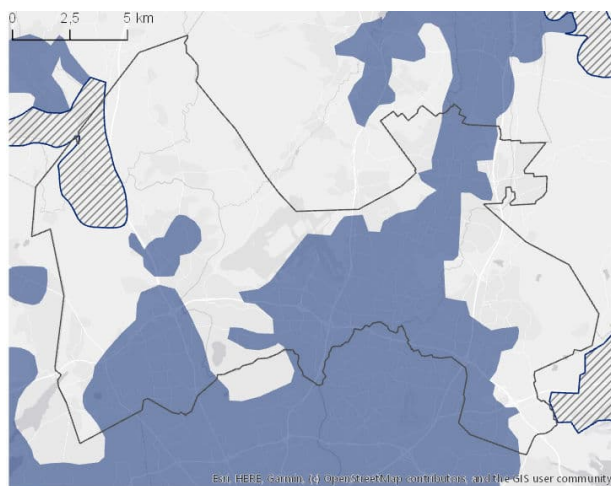 0 2,5 5 km
Esri, HERE, Garmin, (c) OpenStreetMap contributors, and the GIS user community